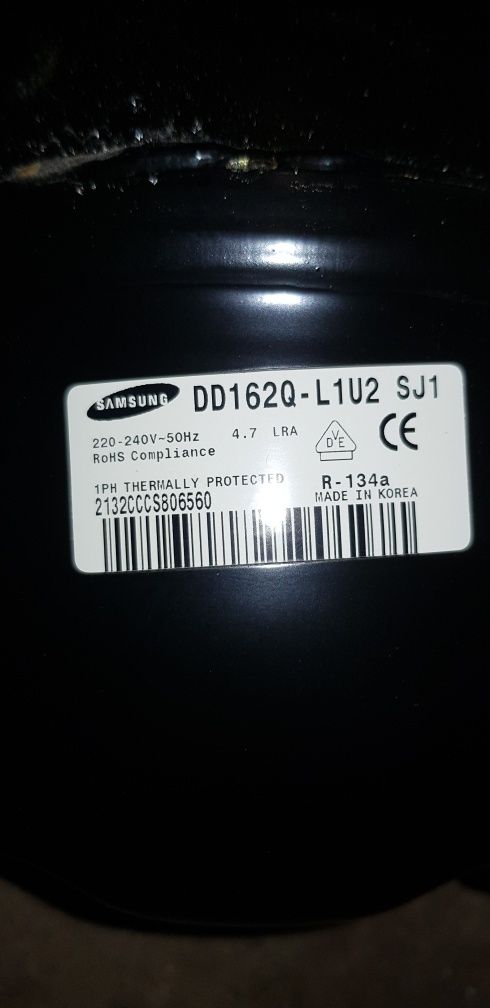 SAMSUNG DD162Q-L1U2 SJ1
220-240V~50Hz 4.7 LRA
RoHS Compliance
VDE CE
1PH THERMALLY PROTECTED R-134a
2132CCCS806560 MADE IN KOREA